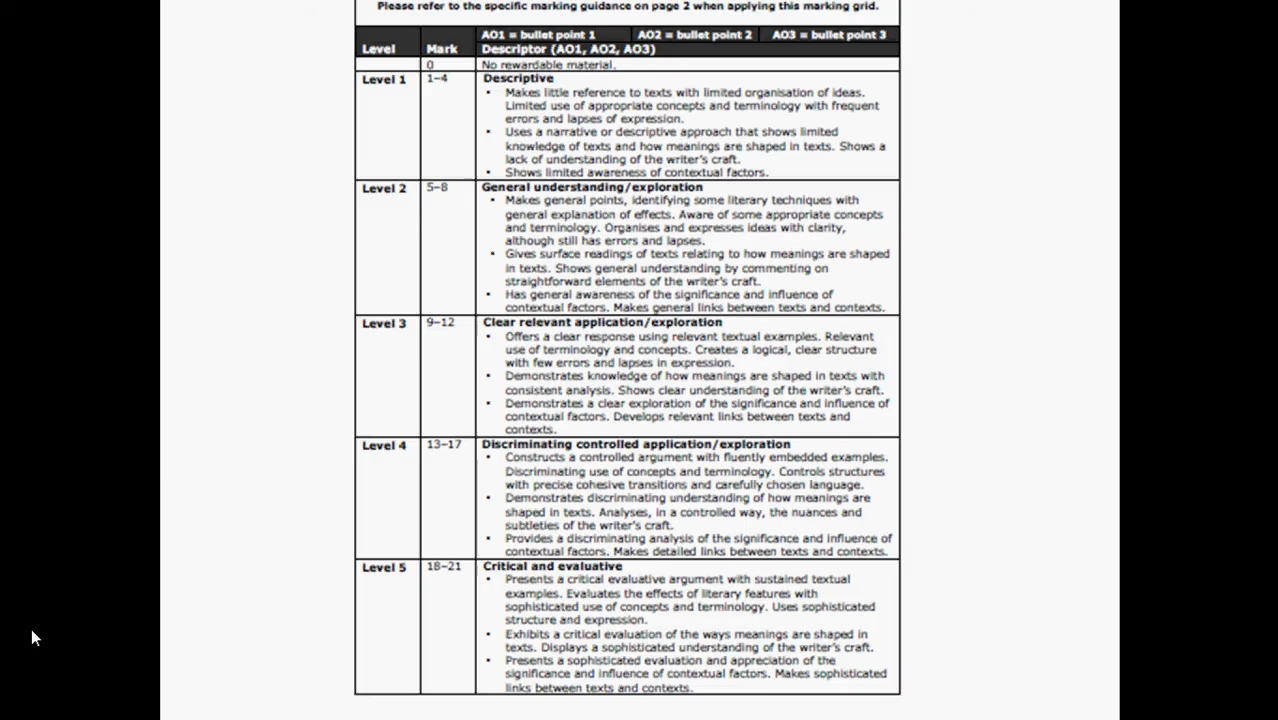 Please refer to the specific marking guidance on page 2 when applying this marking grid.
AO1 = bullet point 1 AO2 = bullet point 2 AO3 = bullet point 3
Level Mark Descriptor (AO1, AO2, AO3)
0 No rewardable material.
Level 1 1–4 Descriptive
• Makes little reference to texts with limited organisation of ideas.
Limited use of appropriate concepts and terminology with frequent
errors and lapses of expression.
• Uses a narrative or descriptive approach that shows limited
knowledge of texts and how meanings are shaped in texts. Shows a
lack of understanding of the writer's craft.
• Shows limited awareness of contextual factors.
Level 2 5–8 General understanding/exploration
• Makes general points, identifying some literary techniques with
general explanation of effects. Aware of some appropriate concepts
and terminology. Organises and expresses ideas with clarity,
although still has errors and lapses.
• Gives surface readings of texts relating to how meanings are shaped
in texts. Shows general understanding by commenting on
straightforward elements of the writer's craft.
• Has general awareness of the significance and influence of
contextual factors. Makes general links between texts and contexts.
Level 3 9–12 Clear relevant application/exploration
• Offers a clear response using relevant textual examples. Relevant
use of terminology and concepts. Creates a logical, clear structure
with few errors and lapses in expression.
• Demonstrates knowledge of how meanings are shaped in texts with
consistent analysis. Shows clear understanding of the writer's craft.
• Demonstrates a clear exploration of the significance and influence of
contextual factors. Develops relevant links between texts and
contexts.
Level 4 13–17 Discriminating controlled application/exploration
• Constructs a controlled argument with fluently embedded examples.
Discriminating use of concepts and terminology. Controls structures
with precise cohesive transitions and carefully chosen language.
• Demonstrates discriminating understanding of how meanings are
shaped in texts. Analyses, in a controlled way, the nuances and
subtleties of the writer's craft.
• Provides a discriminating analysis of the significance and influence of
contextual factors. Makes detailed links between texts and contexts.
Level 5 18–21 Critical and evaluative
• Presents a critical evaluative argument with sustained textual
examples. Evaluates the effects of literary features with
sophisticated use of concepts and terminology. Uses sophisticated
structure and expression.
• Exhibits a critical evaluation of the ways meanings are shaped in
texts. Displays a sophisticated understanding of the writer's craft.
• Presents a sophisticated evaluation and appreciation of the
significance and influence of contextual factors. Makes sophisticated
links between texts and contexts.